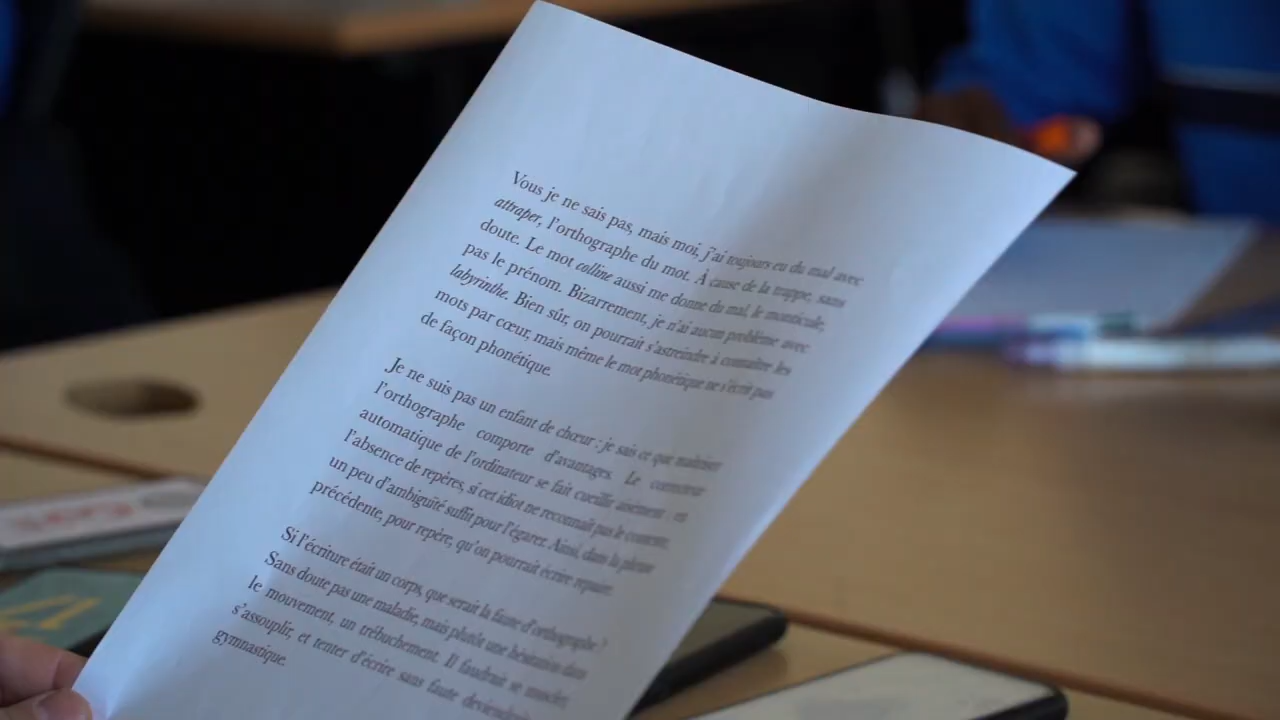 Vous je ne sais pas, mais moi, j'ai toujours eu du mal avec
attraper, l'orthographe du mot. À cause de la trappe, sans
doute. Le mot colline aussi me donne du mal, le monticule,
pas le prénom. Bizarrement, je n'ai aucun problème avec
labyrinthe. Bien sûr, on pourrait s'astreindre à connaître les
mots par cœur, mais même le mot phonétique ne s'écrit pas
de façon phonétique.
Je ne suis pas un enfant de chœur : je sais ce que maîtriser
l'orthographe comporte d'avantages. Le correcteur
automatique de l'ordinateur se fait cueillir aisément : en
l'absence de repères, si cet idiot ne reconnaît pas le contexte,
un peu d'ambiguïté suffit pour l'égarer. Ainsi, dans la phrase
précédente, pour repère, qu'on pourrait écrire repaire.
Si l'écriture était un corps, que serait la faute d'orthographe ?
Sans doute pas une maladie, mais plutôt une hésitation dans
le mouvement, un trébuchement. Il faudrait se muscler
s'assouplir, et tenter d'écrire sans faute deviendrait
gymnastique.